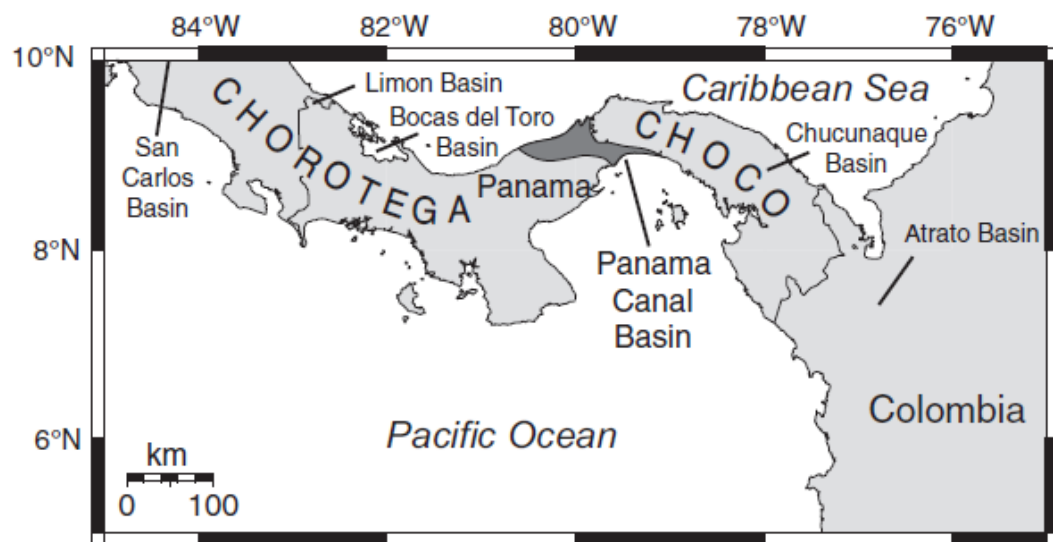 84°W
82°W
80°W
78°W
76°W
10°N
8°N
6°N
Limon Basin
Bocas del Toro
Basin
San
Carlos
Basin
CHOROTEGA
Panama
Caribbean Sea
CHOCO
Chucunaque
Basin
Panama
Canal
Basin
Atrato Basin
Colombia
Pacific Ocean
km
0 100